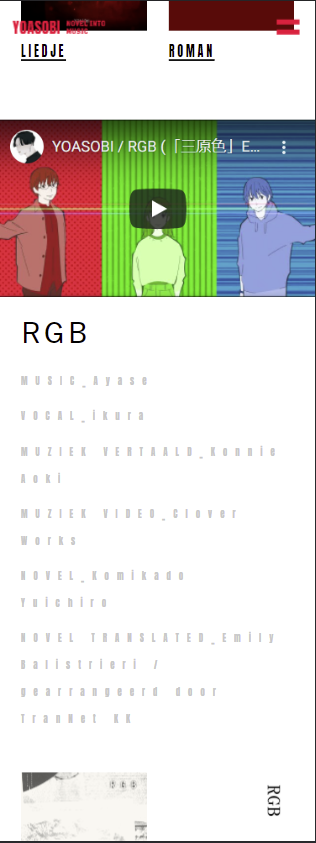 YOASOBI NOVEL INTO
MUSIC
LIEDJE ROMAN
YOASOBI / RGB (「三原色」E...
RGB
MUSIC_Ayase
VOCAL_ikura
MUZIEK VERTAALD_Konnie
Aoki
MUZIEK VIDEO_Clover
Works
NOVEL_Komikado
Yuichiro
NOVEL TRANSLATED_Emily
Balistrieri /
gearrangeerd door
TranNet KK
RGB